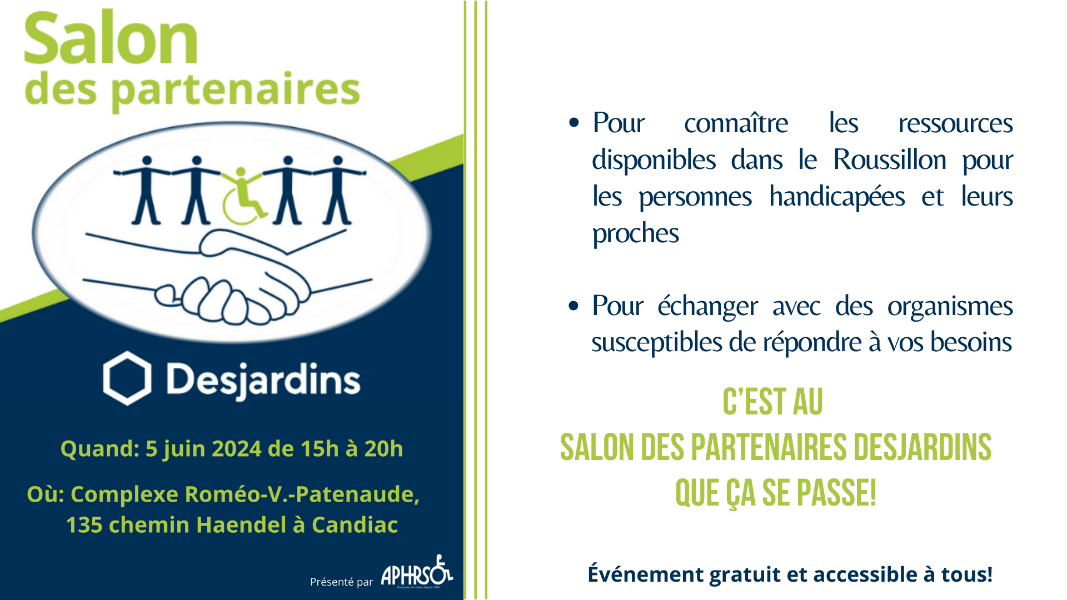 Salon
des partenaires
Desjardins
Quand: 5 juin 2024 de 15h à 20h
Où: Complexe Roméo-V.-Patenaude,
135 chemin Haendel à Candiac
Présenté par APHRSO
• Pour connaître les ressources
disponibles dans le Roussillon pour
les personnes handicapées et leurs
proches
• Pour échanger avec des organismes
susceptibles de répondre à vos besoins
C'EST AU
SALON DES PARTENAIRES DESJARDINS
QUE ÇA SE PASSE!
Événement gratuit et accessible à tous!